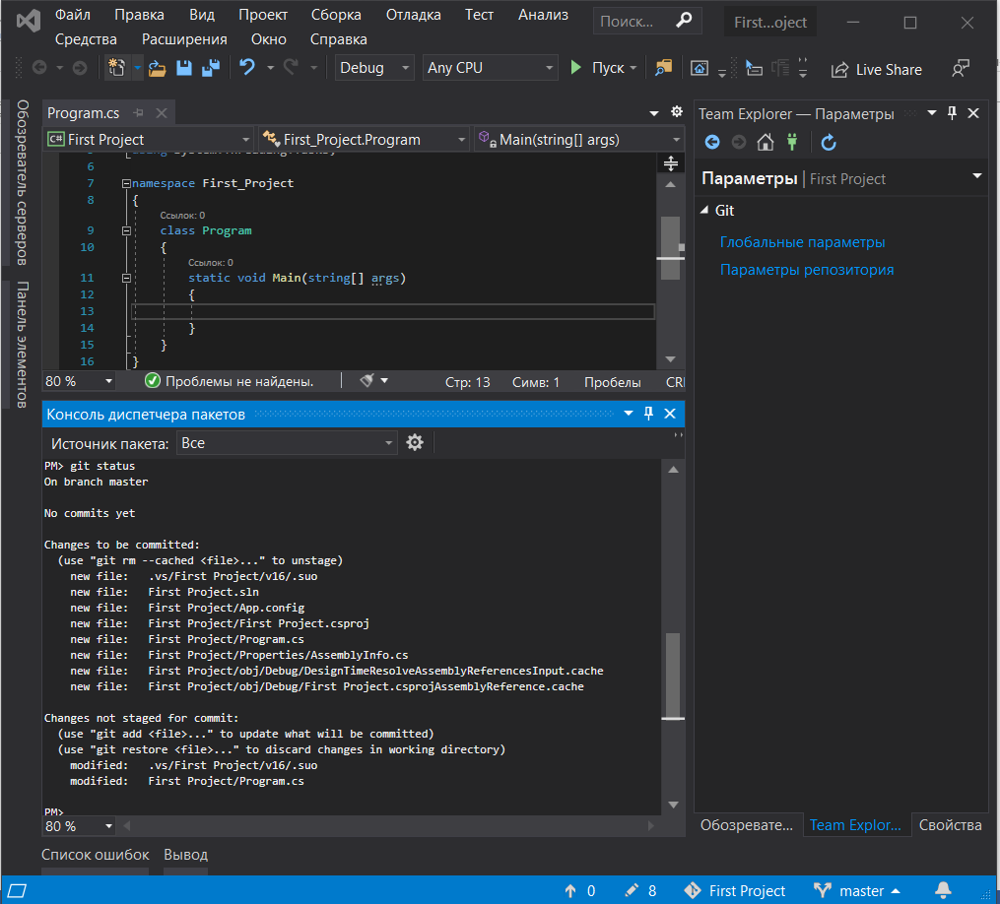 Файл Правка Вид Проект Сборка Отладка Тест Анализ Поиск... First...oject
Средства Расширения Окно Справка
Debug Any CPU Пуск Live Share
Обозреватель серверов
Панель элементов
Program.cs
C# First Project First_Project.Program Main(string[] args)
6
7 namespace First_Project
8 {
Ссылок: 0
9 class Program
10 {
Ссылок: 0
11 static void Main(string[] args)
12 {
13
14 }
15 }
16 }
80 % Проблемы не найдены. Стр: 13 Симв: 1 Пробелы CR
Консоль диспетчера пакетов
Источник пакета: Все
PM> git status
On branch master
No commits yet
Changes to be committed:
(use "git rm --cached <file>..." to unstage)
new file: .vs/First Project/v16/.suo
new file: First Project.sln
new file: First Project/App.config
new file: First Project/First Project.csproj
new file: First Project/Program.cs
new file: First Project/Properties/AssemblyInfo.cs
new file: First Project/obj/Debug/DesignTimeResolveAssemblyReferencesInput.cache
new file: First Project/obj/Debug/First Project.csprojAssemblyReference.cache
Changes not staged for commit:
(use "git add <file>..." to update what will be committed)
(use "git restore <file>..." to discard changes in working directory)
modified: .vs/First Project/v16/.suo
modified: First Project/Program.cs
PM>
80 %
Список ошибок Вывод
Team Explorer — Параметры
Параметры | First Project
Git
Глобальные параметры
Параметры репозитория
Обозревате... Team Explor... Свойства
0 8 First Project master